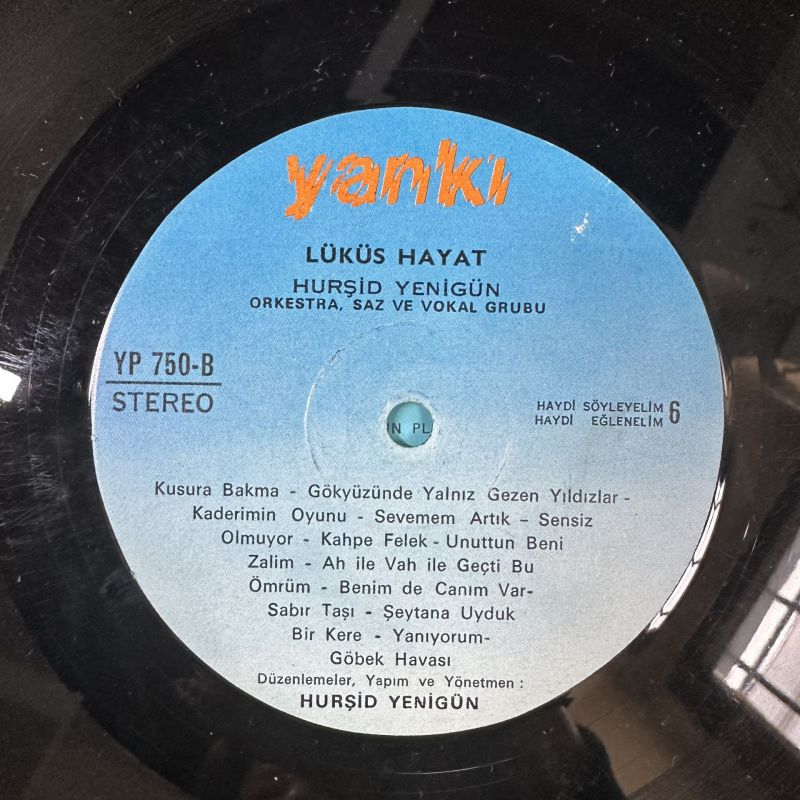 yankı
LÜKÜS HAYAT
HURŞİD YENİGÜN
ORKESTRA, SAZ VE VOKAL GRUBU
YP 750-B
STEREO
HAYDİ SÖYLEYELİM 6
HAYDİ EĞLENELİM
Kusura Bakma - Gökyüzünde Yalnız Gezen Yıldızlar -
Kaderimin Oyunu - Sevemem Artık - Sensiz
Olmuyor - Kahpe Felek - Unuttun Beni
Zalim - Ah ile Vah ile Geçti Bu
Ömrüm - Benim de Canım Var-
Sabır Taşı - Şeytana Uyduk
Bir Kere - Yanıyorum-
Göbek Havası
Düzenlemeler, Yapım ve Yönetmen :
HURŞİD YENİGÜN